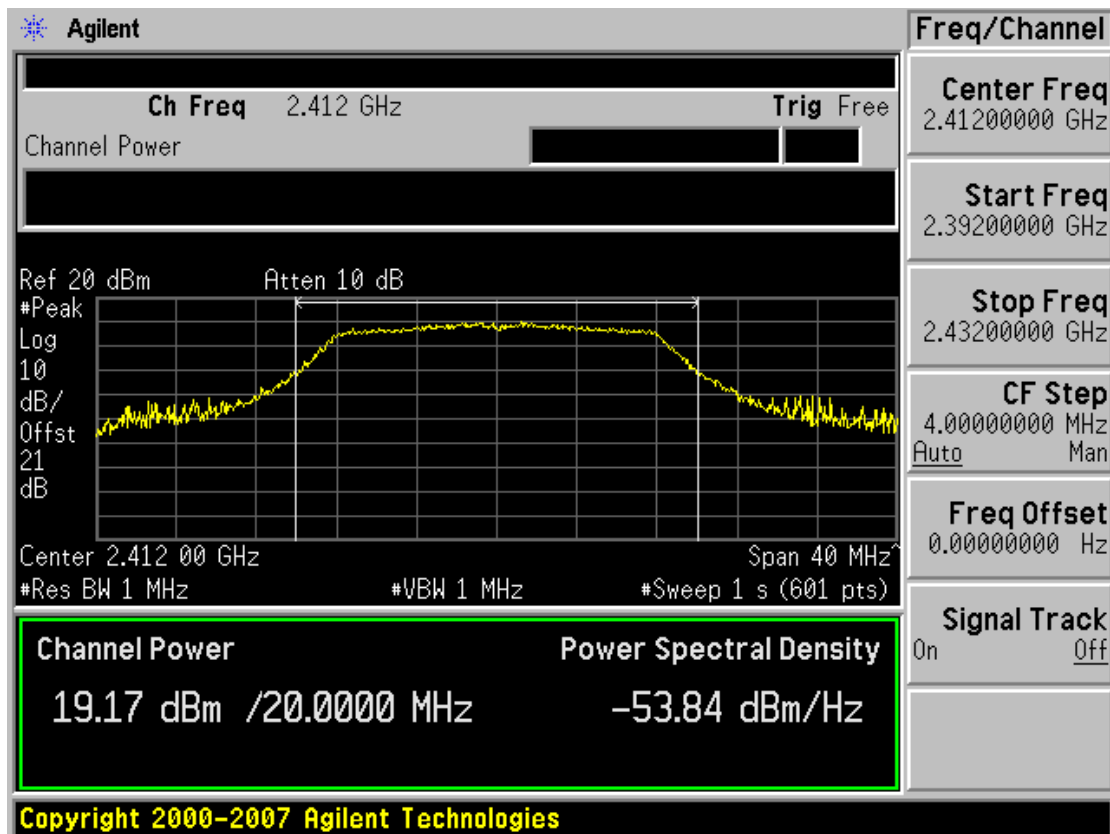 Agilent
Freq/Channel
Ch Freq 2.412 GHz Trig Free
Channel Power
Center Freq
2.41200000 GHz
Start Freq
2.39200000 GHz
Stop Freq
2.43200000 GHz
CF Step
4.00000000 MHz
Auto Man
Freq Offset
0.00000000 Hz
Signal Track
On Off
Ref 20 dBm Atten 10 dB
#Peak
Log
10
dB/
Offst
21
dB
Center 2.412 00 GHz Span 40 MHz^
#Res BW 1 MHz #VBW 1 MHz #Sweep 1 s (601 pts)
Channel Power Power Spectral Density
19.17 dBm /20.0000 MHz -53.84 dBm/Hz
Copyright 2000-2007 Agilent Technologies